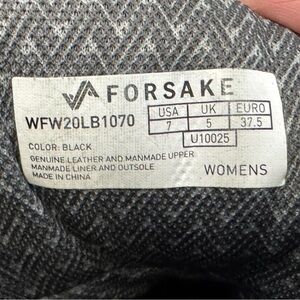 FORSAKE
WFW20LB1070
USA UK EURO
7 5 37.5
U10025
COLOR: BLACK
GENUINE LEATHER AND MANMADE UPPER
MANMADE LINER AND OUTSOLE
MADE IN CHINA
WOMENS